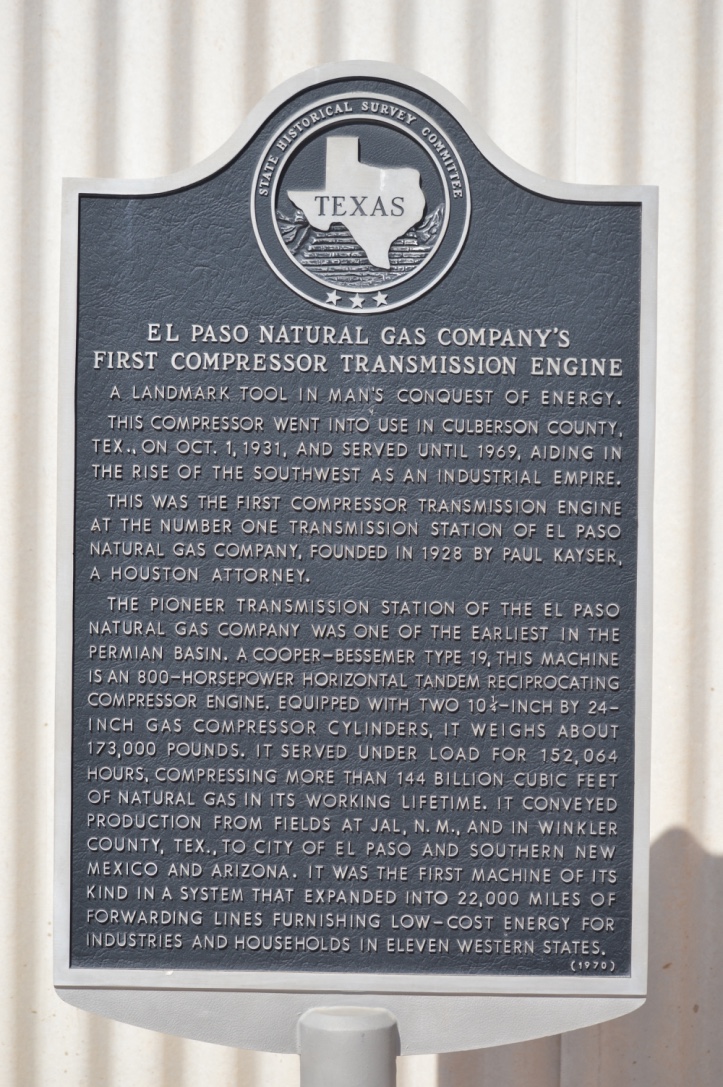 STATE HISTORICAL SURVEY COMMITTEE
TEXAS
EL PASO NATURAL GAS COMPANY'S
FIRST COMPRESSOR TRANSMISSION ENGINE
A LANDMARK TOOL IN MAN'S CONQUEST OF ENERGY.
THIS COMPRESSOR WENT INTO USE IN CULBERSON COUNTY,
TEX., ON OCT. 1, 1931, AND SERVED UNTIL 1969, AIDING IN
THE RISE OF THE SOUTHWEST AS AN INDUSTRIAL EMPIRE.
THIS WAS THE FIRST COMPRESSOR TRANSMISSION ENGINE
AT THE NUMBER ONE TRANSMISSION STATION OF EL PASO
NATURAL GAS COMPANY, FOUNDED IN 1928 BY PAUL KAYSER,
A HOUSTON ATTORNEY.
THE PIONEER TRANSMISSION STATION OF THE EL PASO
NATURAL GAS COMPANY WAS ONE OF THE EARLIEST IN THE
PERMIAN BASIN. A COOPER-BESSEMER TYPE 19, THIS MACHINE
IS AN 800-HORSEPOWER HORIZONTAL TANDEM RECIPROCATING
COMPRESSOR ENGINE. EQUIPPED WITH TWO BY 24-
INCH GAS COMPRESSOR CYLINDERS, IT WEIGHS ABOUT
173,000 POUNDS. IT SERVED UNDER LOAD FOR 152,064
HOURS, COMPRESSING MORE THAN 144 BILLION CUBIC FEET
OF NATURAL GAS IN ITS WORKING LIFETIME. IT CONVEYED
PRODUCTION FROM FIELDS AT JAL, N. M., AND IN WINKLER
COUNTY, TEX., TO CITY OF EL PASO AND SOUTHERN NEW
MEXICO AND ARIZONA. IT WAS THE FIRST MACHINE OF ITS
KIND IN A SYSTEM THAT EXPANDED INTO 22,000 MILES OF
FORWARDING LINES FURNISHING LOW-COST ENERGY FOR
INDUSTRIES AND HOUSEHOLDS IN ELEVEN WESTERN STATES.
(1970)